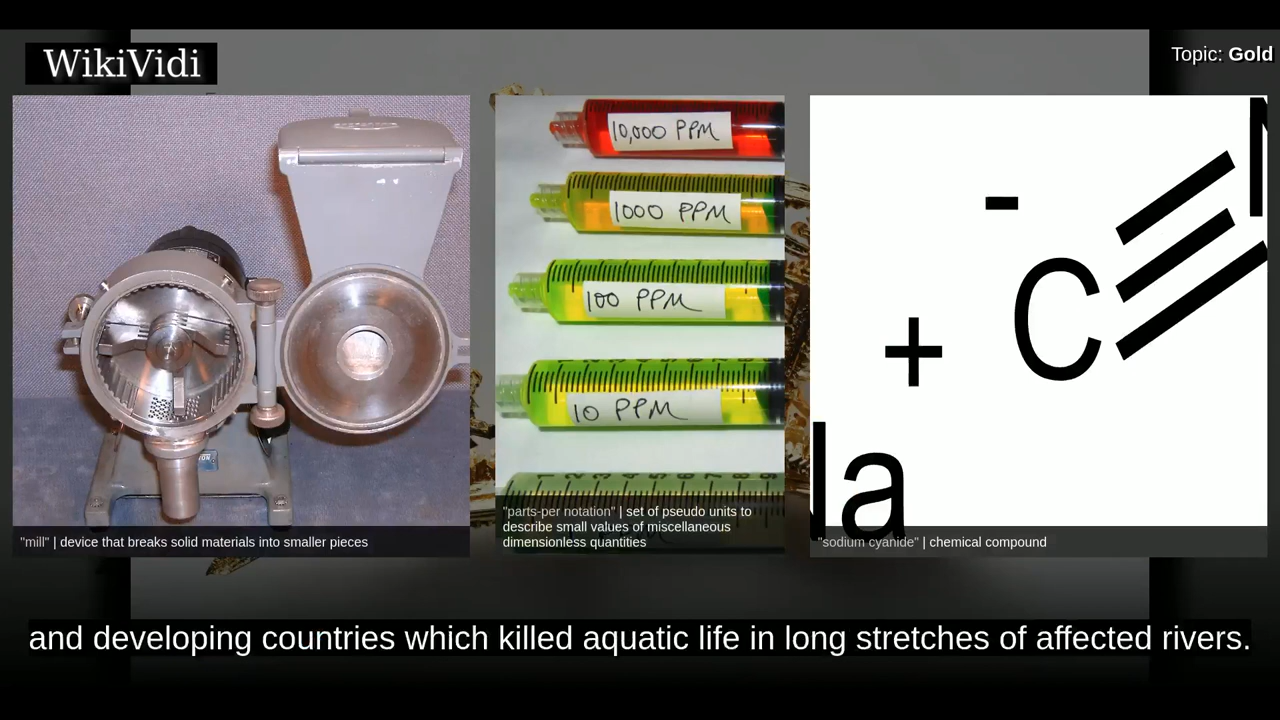 WikiVidi
Topic: Gold
10,000 PPM
1000 PPM
100 PPM
10 PPM
- 
+
C
"mill" | device that breaks solid materials into smaller pieces
"parts-per notation" | set of pseudo units to
describe small values of miscellaneous
dimensionless quantities
"sodium cyanide" | chemical compound
and developing countries which killed aquatic life in long stretches of affected rivers.